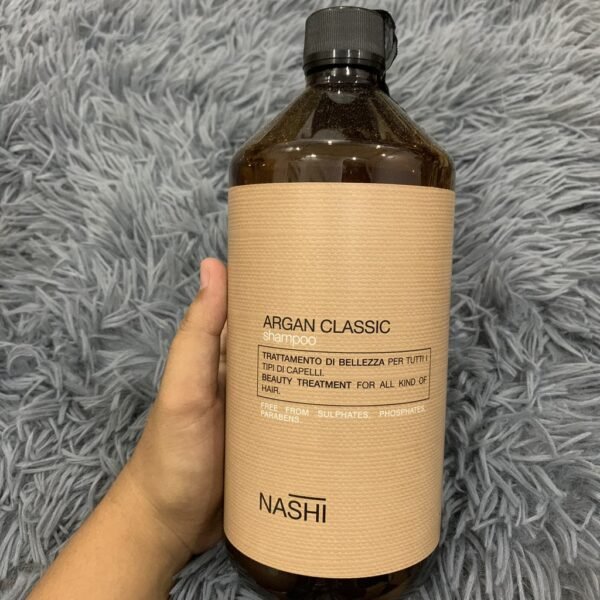 ARGAN CLASSIC
shampoo
TRATTAMENTO DI BELLEZZA PER TUTTI I
TIPI DI CAPELLI.
BEAUTY TREATMENT FOR ALL KIND OF
HAIR.
FREE FROM SULPHATES, PHOSPHATES,
PARABENS
NASHI